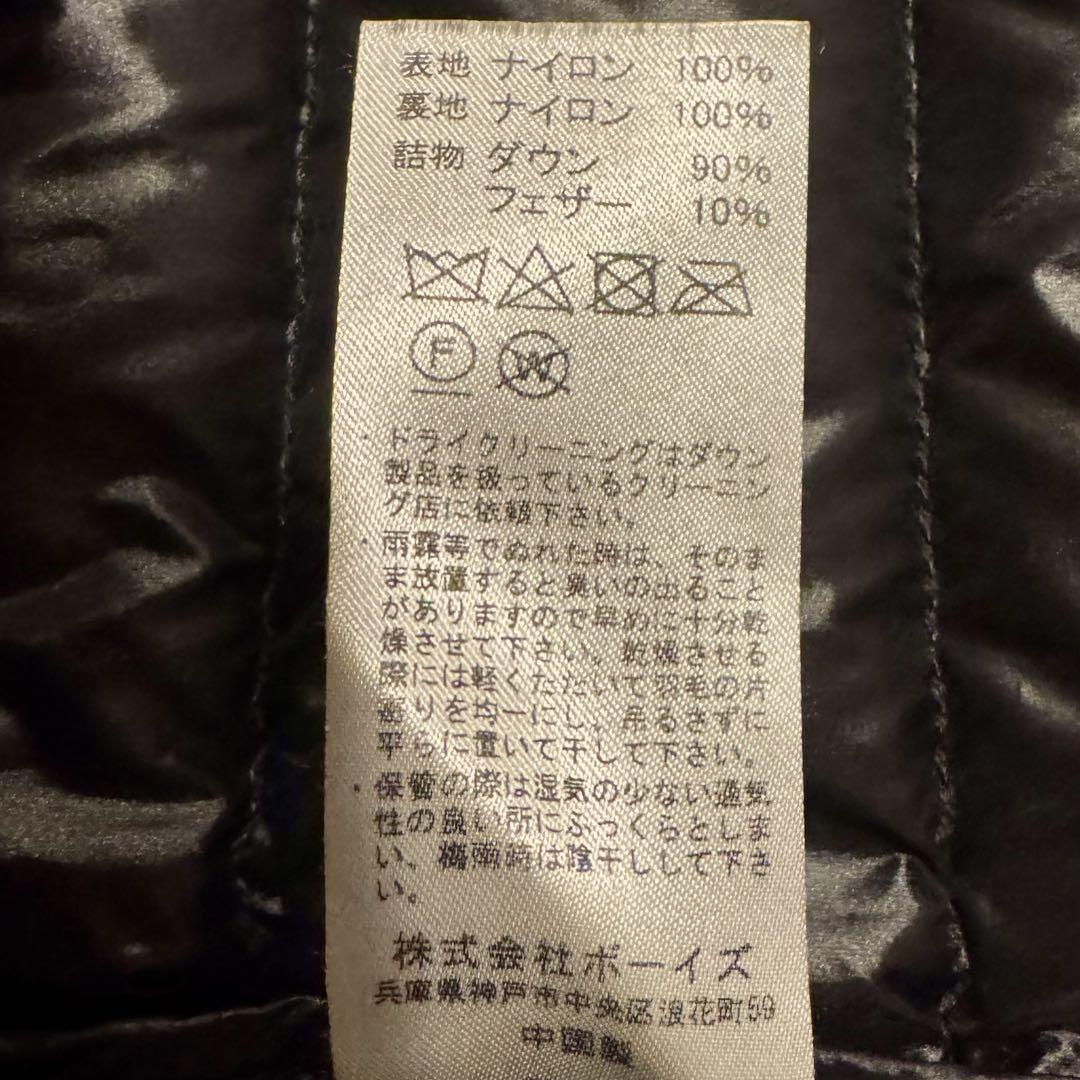 表地 ナイロン 100%
裏地 ナイロン 100%
詰物 ダウン 90%
フェザー 10%
F
W
・ドライクリーニングはダウン
製品を扱っているクリーニン
グ店に依頼下さい。
・雨露等でぬれた時は、そのま
ま放置すると臭いの出ること
がありますので早めに十分乾
燥させて下さい。乾燥させる
際には軽くたたいて羽毛の片
寄りを均一にし、吊るさずに
平らに置いて干して下さい。
・保管の際は湿気の少ない通気
性の良い所にふっくらとしま
い、梅雨時は陰干しして下さ
い。
株式会社ボーイズ
兵庫県神戸市中央区浪花町59
中国製